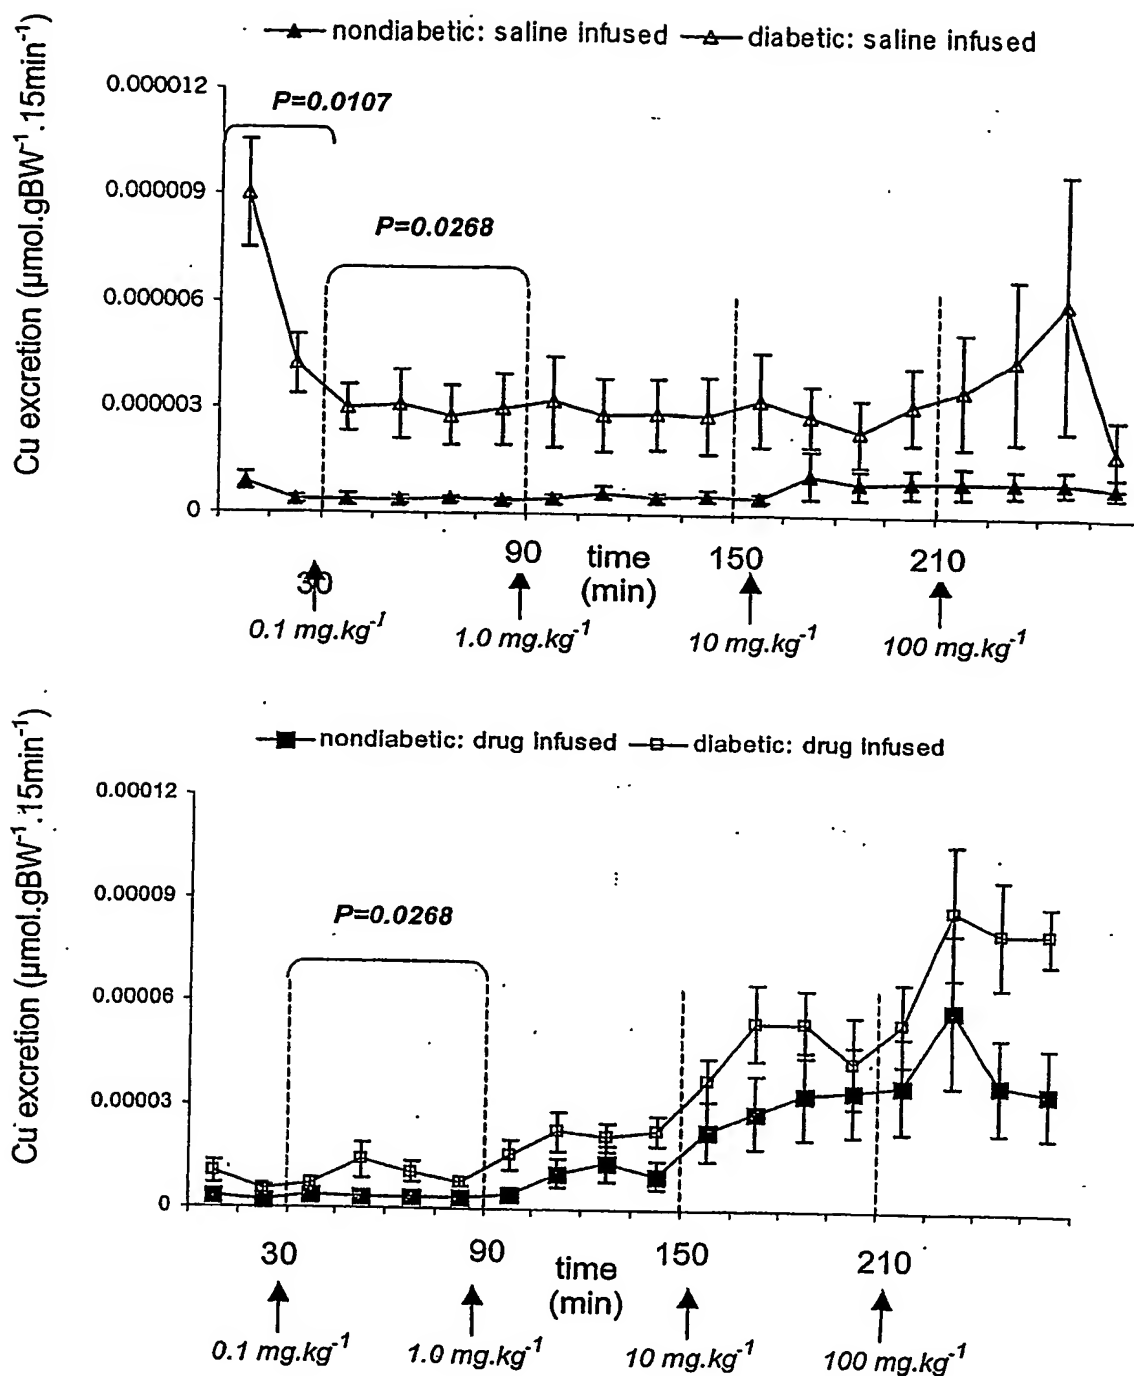 nondiabetic: saline infused diabetic: saline infused
Cu excretion (µmol.gBW⁻¹.15min⁻¹)
0.000012
P=0.0107
0.000009
P=0.0268
0.000006
0.000003
0
30 90 time 150 210
(min)
0.1 mg.kg⁻¹ 1.0 mg.kg⁻¹ 10 mg.kg⁻¹ 100 mg.kg⁻¹
nondiabetic: drug infused diabetic: drug infused
Cu excretion (µmol.gBW⁻¹.15min⁻¹)
0.00012
0.00009
P=0.0268
0.00006
0.00003
0
30 90 time 150 210
(min)
0.1 mg.kg⁻¹ 1.0 mg.kg⁻¹ 10 mg.kg⁻¹ 100 mg.kg⁻¹